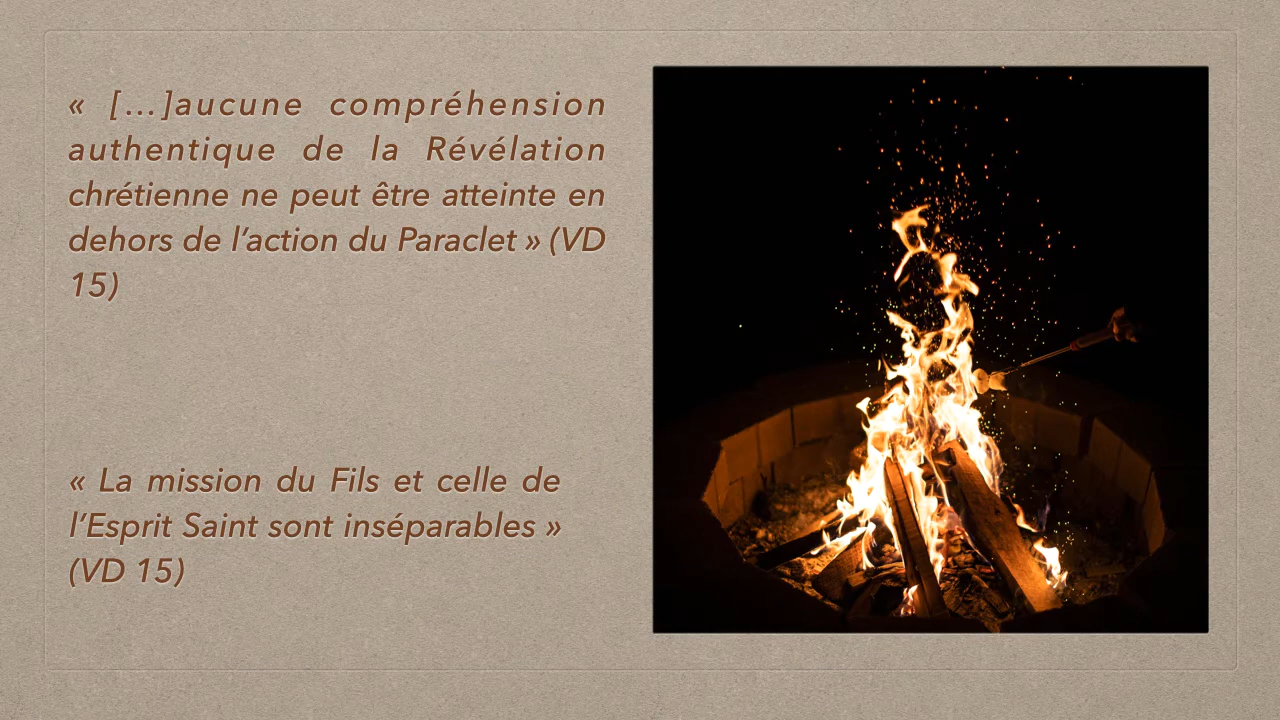 « […]aucune compréhension
authentique de la Révélation
chrétienne ne peut être atteinte en
dehors de l’action du Paraclet » (VD
15)
« La mission du Fils et celle de
l’Esprit Saint sont inséparables »
(VD 15)